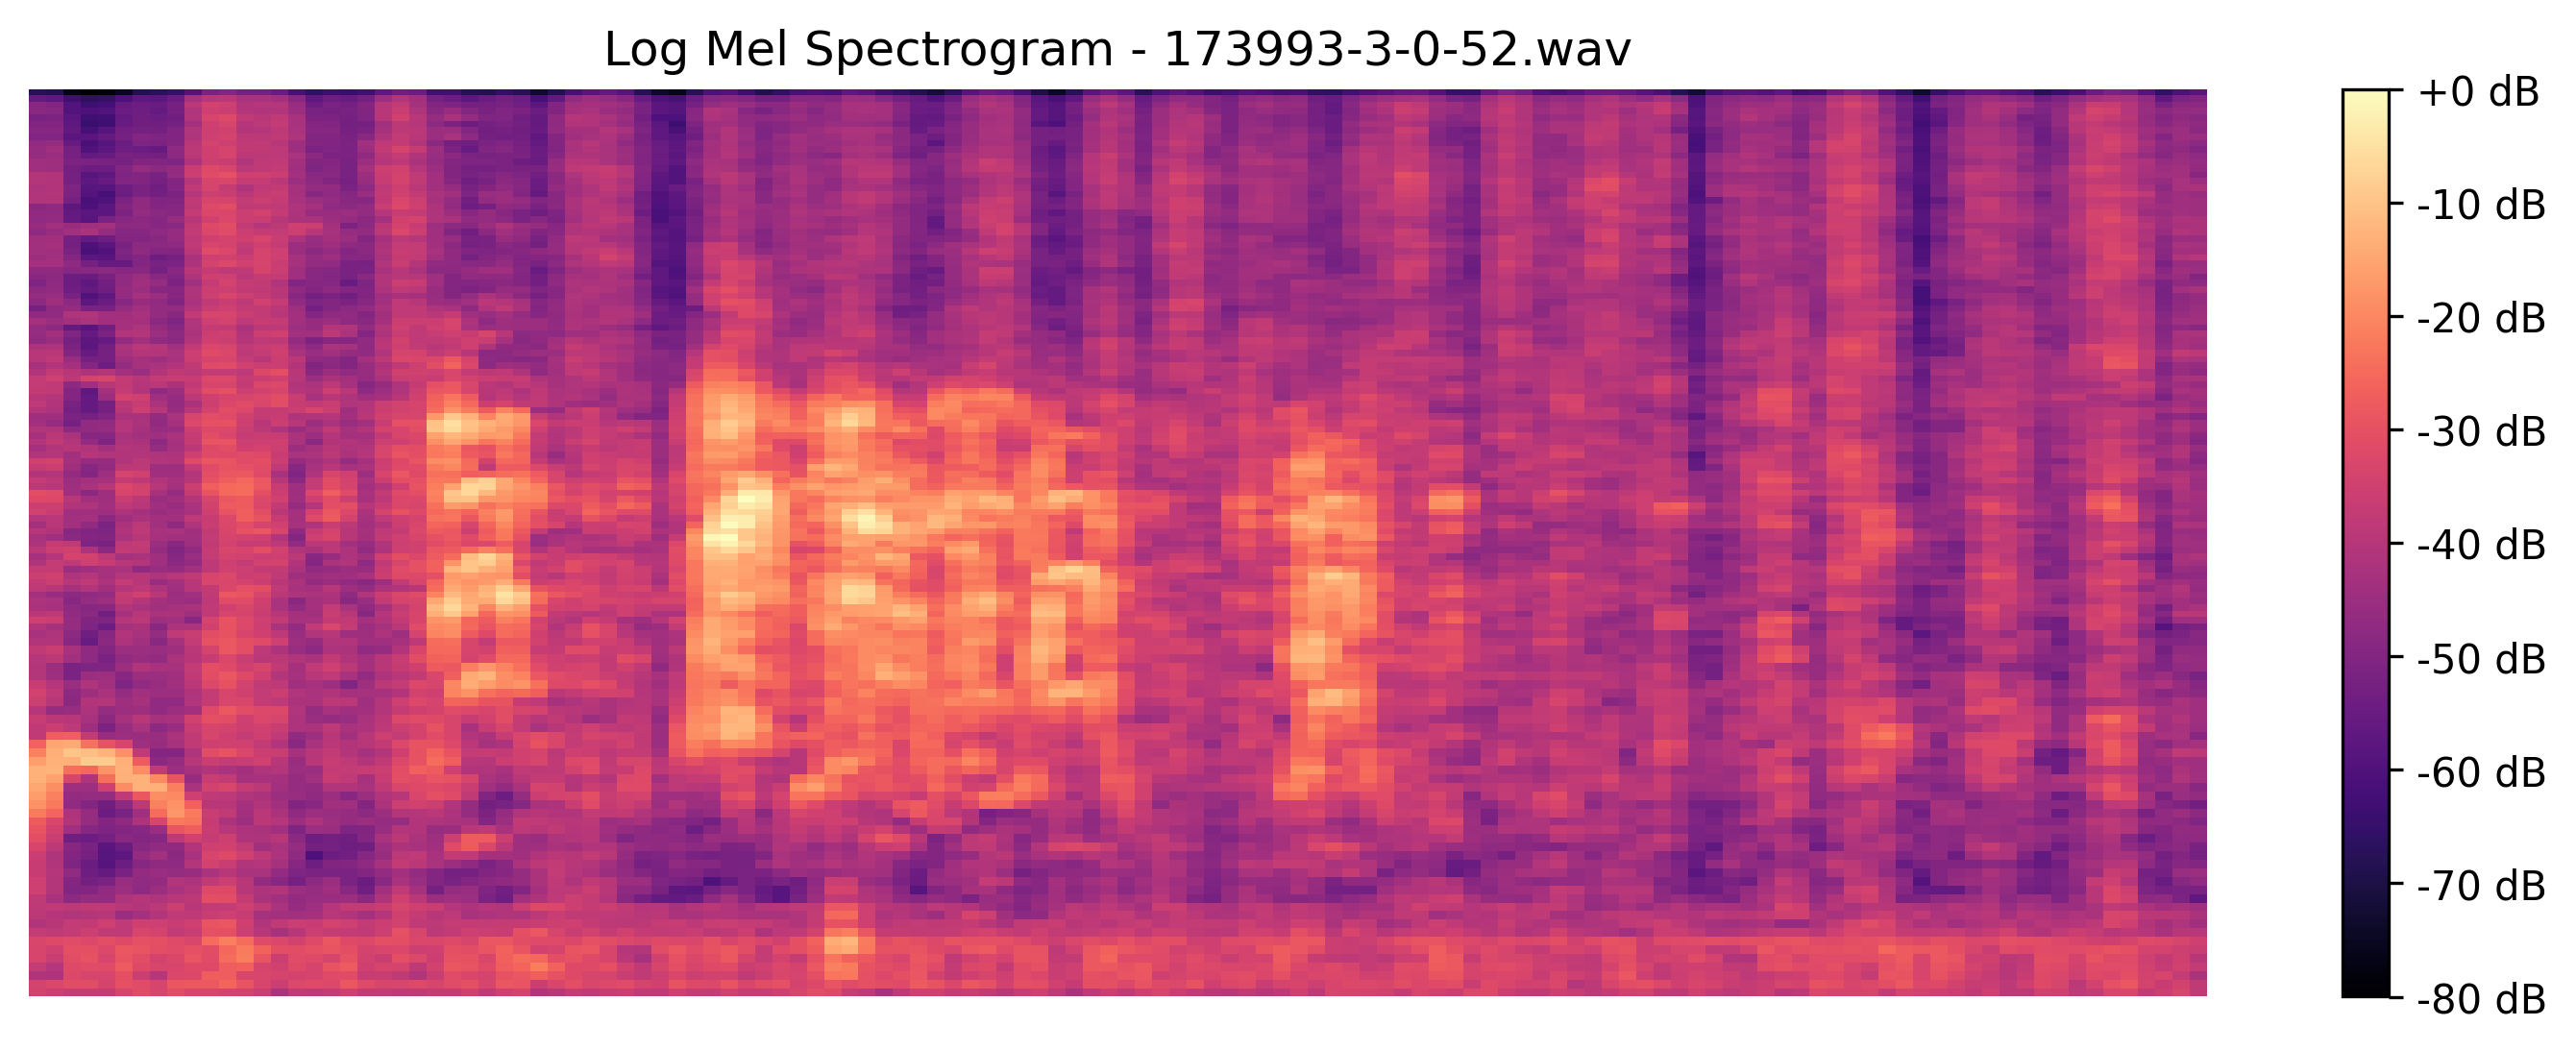 Log Mel Spectrogram - 173993-3-0-52.wav
+0 dB
-10 dB
-20 dB
-30 dB
-40 dB
-50 dB
-60 dB
-70 dB
-80 dB